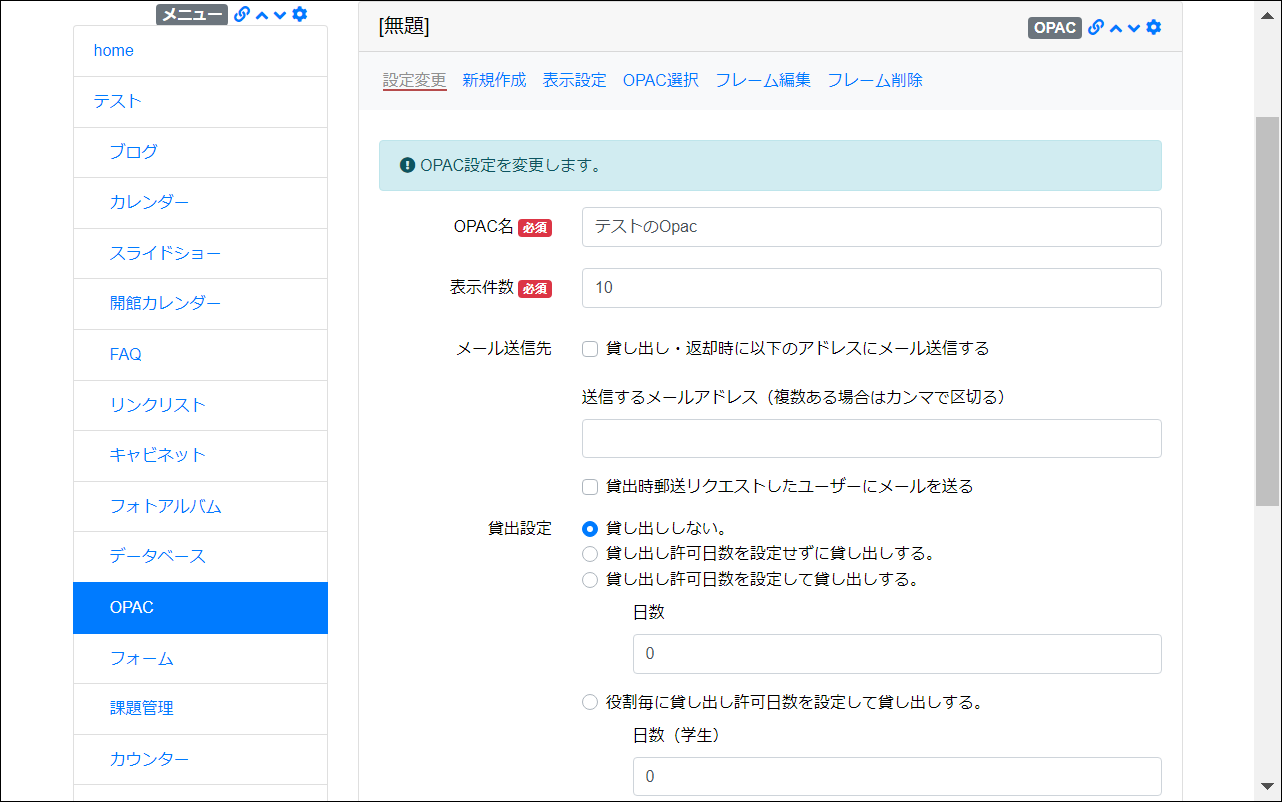 メニュー
home
テスト
ブログ
カレンダー
スライドショー
開館カレンダー
FAQ
リンクリスト
キャビネット
フォトアルバム
データベース
OPAC
フォーム
課題管理
カウンター
[無題]
OPAC
設定変更 新規作成 表示設定 OPAC選択 フレーム編集 フレーム削除
OPAC設定を変更します。
OPAC名 必須 テストのOpac
表示件数 必須 10
メール送信先 貸し出し・返却時に以下のアドレスにメール送信する
送信するメールアドレス（複数ある場合はカンマで区切る）
貸出時郵送リクエストしたユーザーにメールを送る
貸出設定 貸し出ししない。
貸し出し許可日数を設定せずに貸し出しする。
貸し出し許可日数を設定して貸し出しする。
日数
0
役割毎に貸し出し許可日数を設定して貸し出しする。
日数（学生）
0